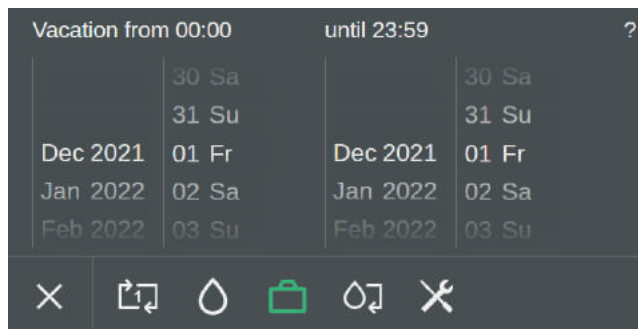 Vacation from 00:00 until 23:59 ?
30 Sa 30 Sa
31 Su 31 Su
Dec 2021 01 Fr Dec 2021 01 Fr
Jan 2022 02 Sa Jan 2022 02 Sa
Feb 2022 03 Su Feb 2022 03 Su
1